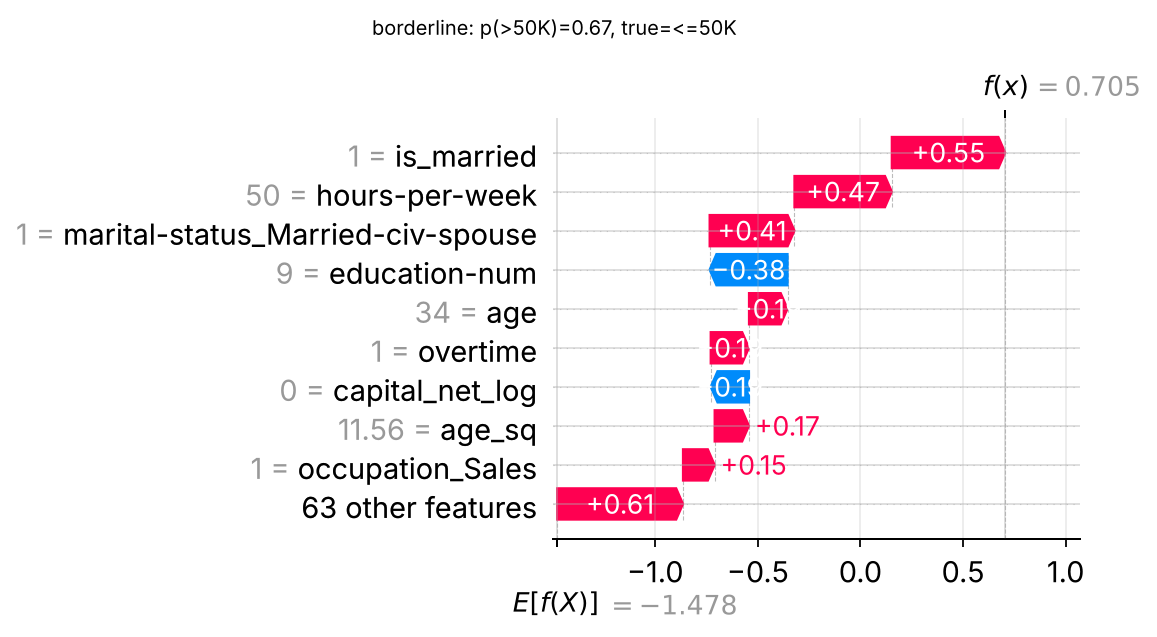 borderline: p(>50K)=0.67, true=<=50K
f(x) = 0.705
1 = is_married +0.55
50 = hours-per-week +0.47
1 = marital-status_Married-civ-spouse +0.41
9 = education-num −0.38
34 = age
1 = overtime
0 = capital_net_log
11.56 = age_sq +0.17
1 = occupation_Sales +0.15
63 other features +0.61
−1.0 −0.5 0.0 0.5 1.0
E[f(X)] = −1.478